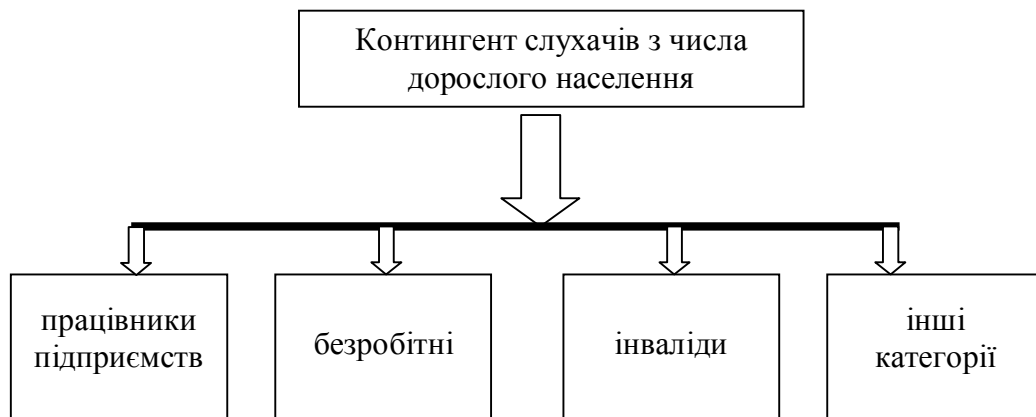 Контингент слухачів з числа
дорослого населення
працівники
підприємств
безробітні
інваліди
інші
категорії